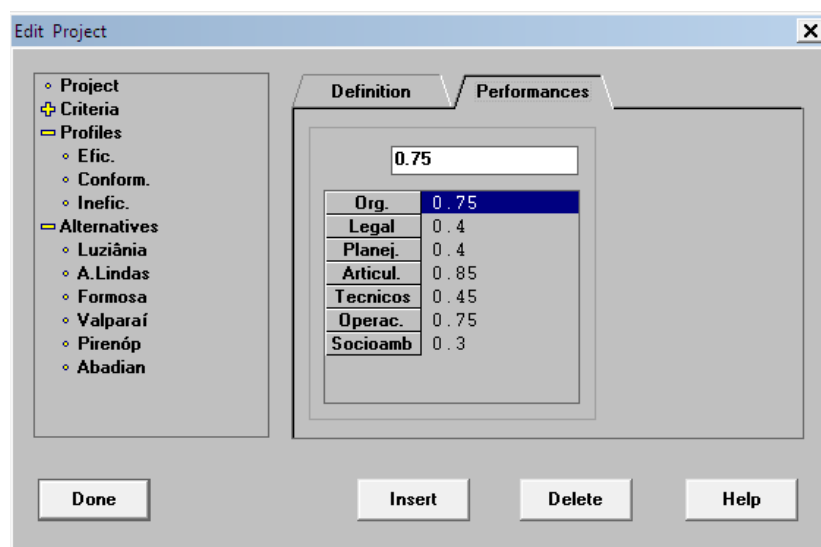 Edit Project
Project
Criteria
Profiles
Efic.
Conform.
Inefic.
Alternatives
Luziânia
A.Lindas
Formosa
Valparaí
Pirenóp
Abadian
Definition
Performances
0.75
Org. 0.75
Legal 0.4
Planej. 0.4
Articul. 0.85
Tecnicos 0.45
Operac. 0.75
Socioamb 0.3
Done
Insert
Delete
Help